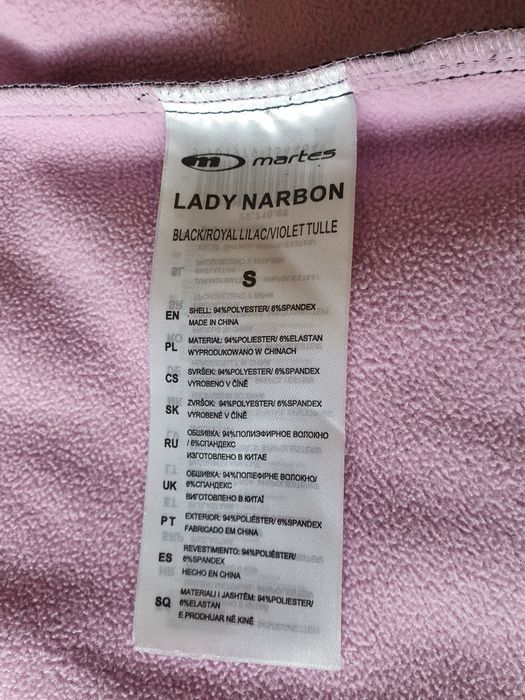 martes
LADY NARBON
BLACK/ROYAL LILAC/VIOLET TULLE
S
EN SHELL: 94%POLYESTER/ 6%SPANDEX
MADE IN CHINA
PL MATERIAŁ: 94%POLIESTER/ 6%ELASTAN
WYPRODUKOWANO W CHINACH
CS SVRŠEK: 94%POLYESTER/ 6%SPANDEX
VYROBENO V ČÍNĚ
SK ZVRŠOK: 94%POLYESTER/ 6%SPANDEX
VYROBENÉ V ČÍNE
RU ОБШИВКА: 94%ПОЛИЭФИРНОЕ ВОЛОКНО
/ 6%СПАНДЕКС
ИЗГОТОВЛЕНО В КИТАЕ
UK ОБШИВКА: 94%ПОЛІЕФІРНЕ ВОЛОКНО/
6%СПАНДЕКС
ВИГОТОВЛЕНО В КИТАЇ
PT EXTERIOR: 94%POLIÉSTER/ 6%SPANDEX
FABRICADO EM CHINA
ES REVESTIMIENTO: 94%POLIÉSTER/
6%SPANDEX
HECHO EN CHINA
SQ MATERIALI I JASHTËM: 94%POLIESTER/
6%ELASTAN
E PRODHUAR NË KINË